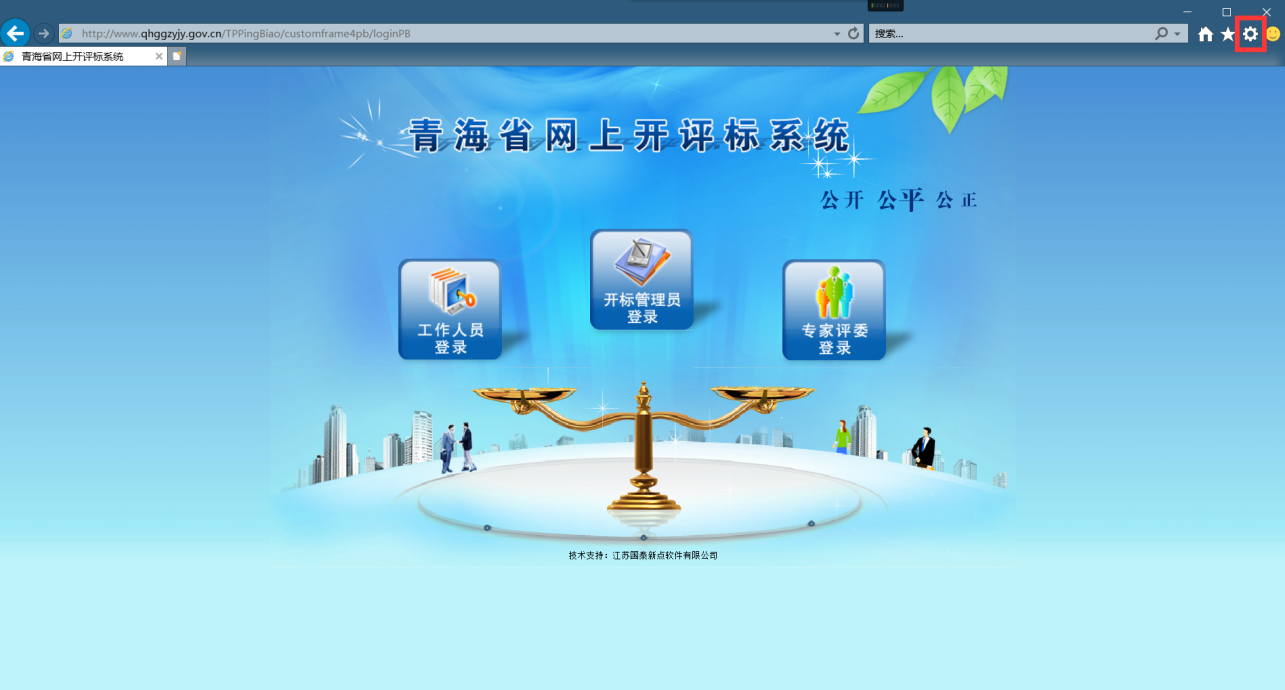 http://www.qhggzyjy.gov.cn/TPPingBiao/customframe4pb/loginPB
搜索...
青海省网上开评标系统
青海省网上开评标系统
公开 公平 公正
开标管理员
登录
工作人员
登录
专家评委
登录
技术支持：江苏国泰新点软件有限公司